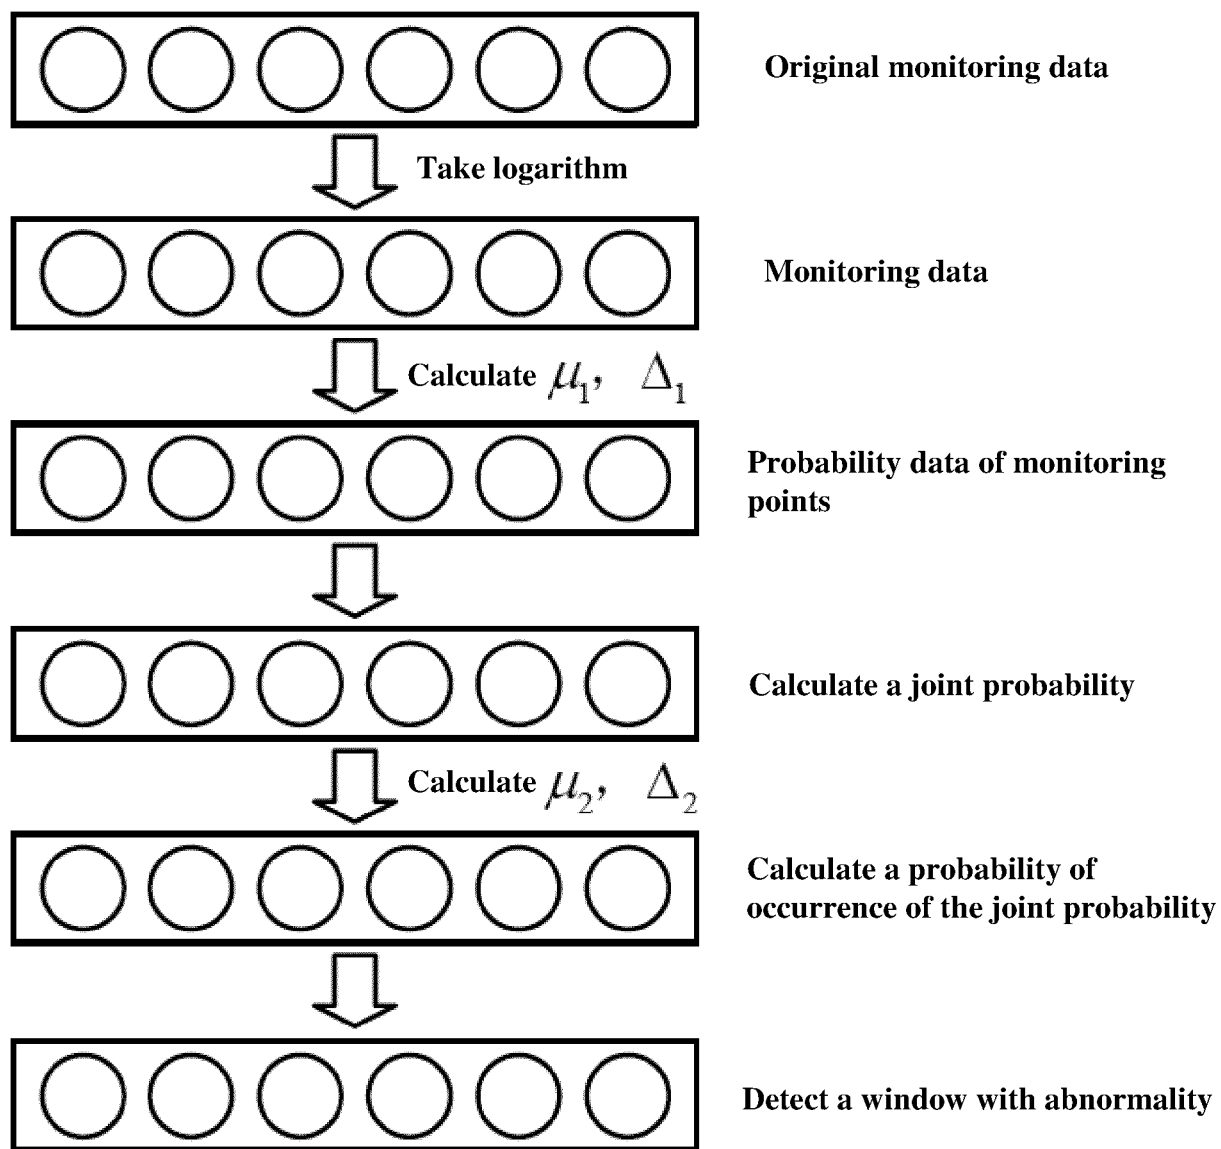 Original monitoring data
Take logarithm
Monitoring data
Calculate μ₁, Δ₁
Probability data of monitoring
points
Calculate a joint probability
Calculate μ₂, Δ₂
Calculate a probability of
occurrence of the joint probability
Detect a window with abnormality